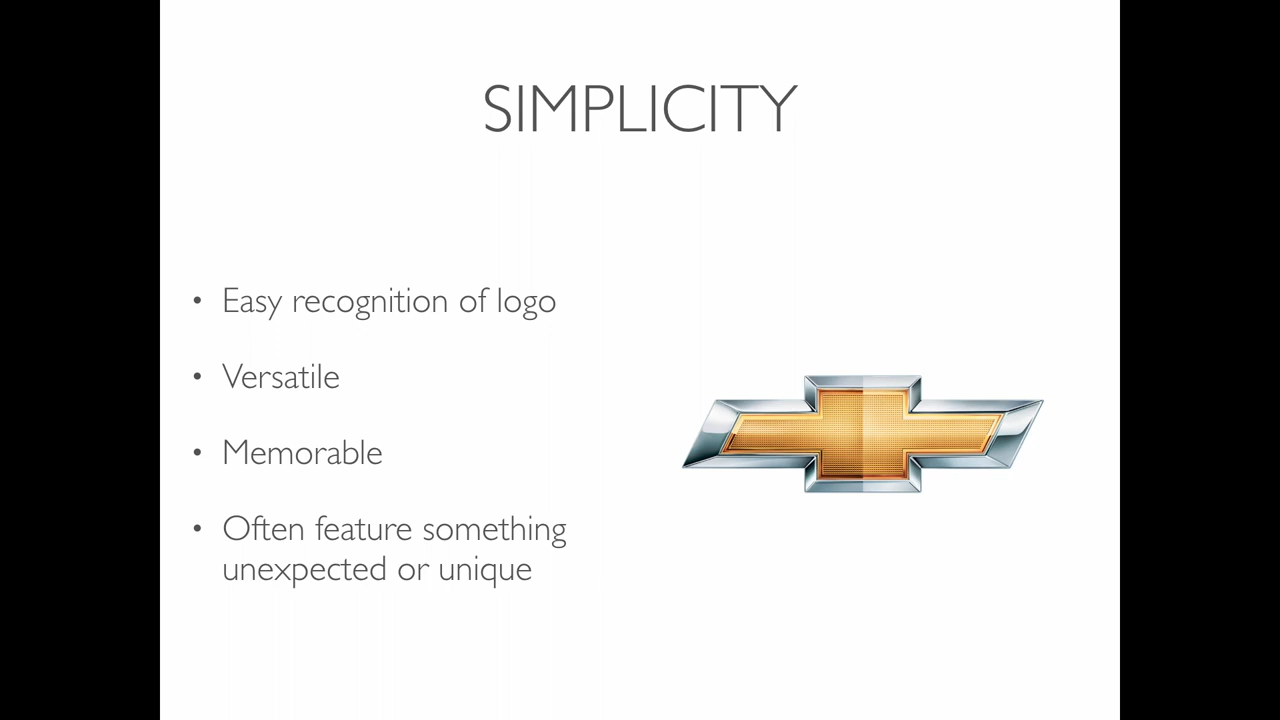 SIMPLICITY
• Easy recognition of logo
• Versatile
• Memorable
• Often feature something
unexpected or unique